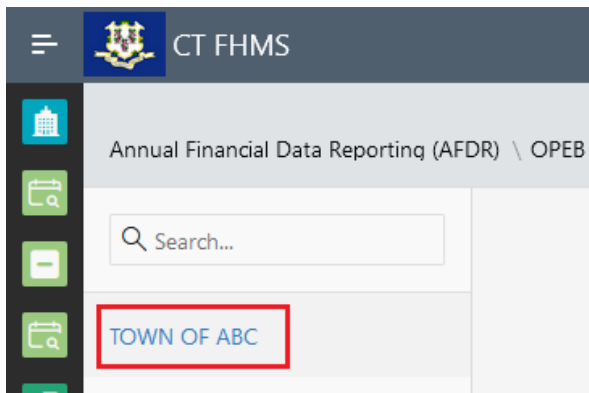 CT FHMS
Annual Financial Data Reporting (AFDR) \ OPEB
Search...
TOWN OF ABC